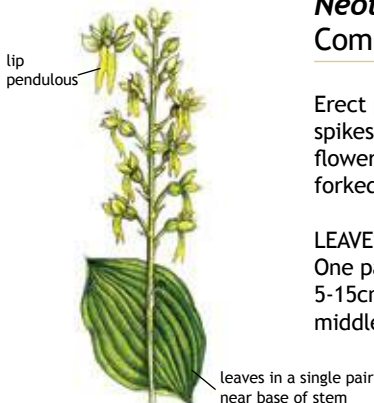 lip
pendulous
Com
Erect
spikes
flower
forked
LEAVE
One pa
5-15cm
middle
leaves in a single pair
near base of stem